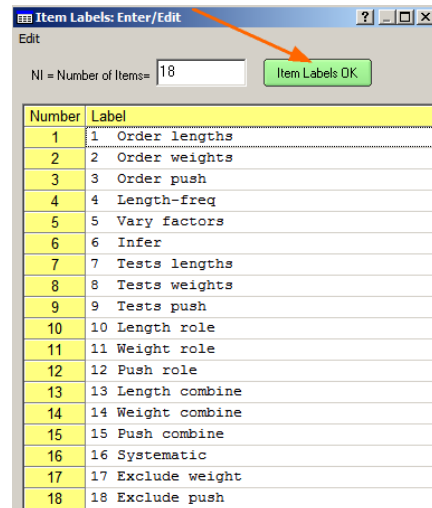 Item Labels: Enter/Edit
Edit
NI = Number of Items= 18 Item Labels OK
Number Label
1 1 Order lengths
2 2 Order weights
3 3 Order push
4 4 Length-freq
5 5 Vary factors
6 6 Infer
7 7 Tests lengths
8 8 Tests weights
9 9 Tests push
10 10 Length role
11 11 Weight role
12 12 Push role
13 13 Length combine
14 14 Weight combine
15 15 Push combine
16 16 Systematic
17 17 Exclude weight
18 18 Exclude push